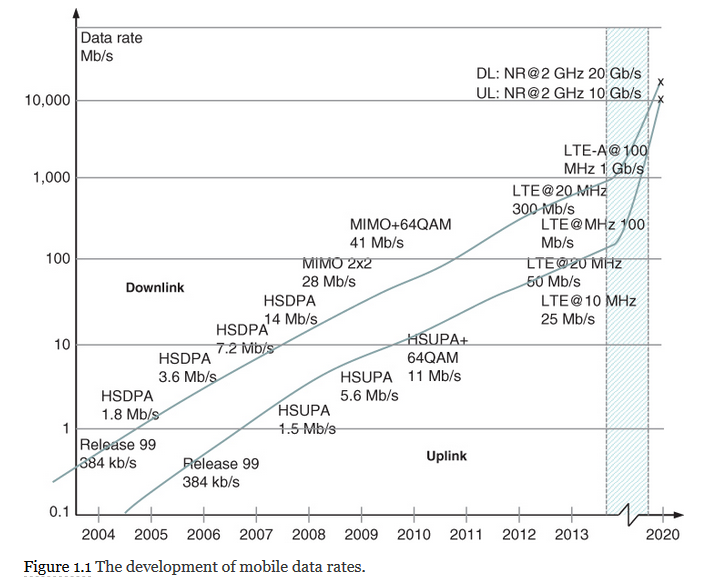 Data rate
Mb/s
DL: NR@2 GHz 20 Gb/s
UL: NR@2 GHz 10 Gb/s
10,000
LTE-A@100
MHz 1 Gb/s
1,000
LTE@20 MHz
300 Mb/s
MIMO+64QAM
41 Mb/s
LTE@MHz 100
Mb/s
100
MIMO 2x2
28 Mb/s
LTE@20 MHz
50 Mb/s
Downlink
HSDPA
14 Mb/s
LTE@10 MHz
25 Mb/s
HSDPA
7.2 Mb/s
10
HSUPA+
64QAM
11 Mb/s
HSDPA
3.6 Mb/s
HSUPA
5.6 Mb/s
HSDPA
1.8 Mb/s
HSUPA
1.5 Mb/s
1
Release 99
384 kb/s
Release 99
384 kb/s
Uplink
0.1
2004 2005 2006 2007 2008 2009 2010 2011 2012 2013 2020
Figure 1.1 The development of mobile data rates.